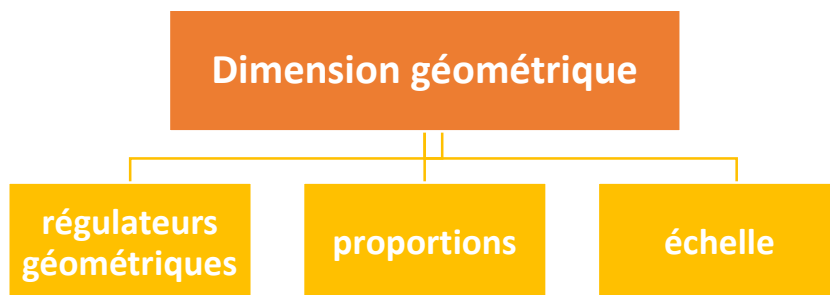 Dimension géométrique
régulateurs
géométriques
proportions
échelle